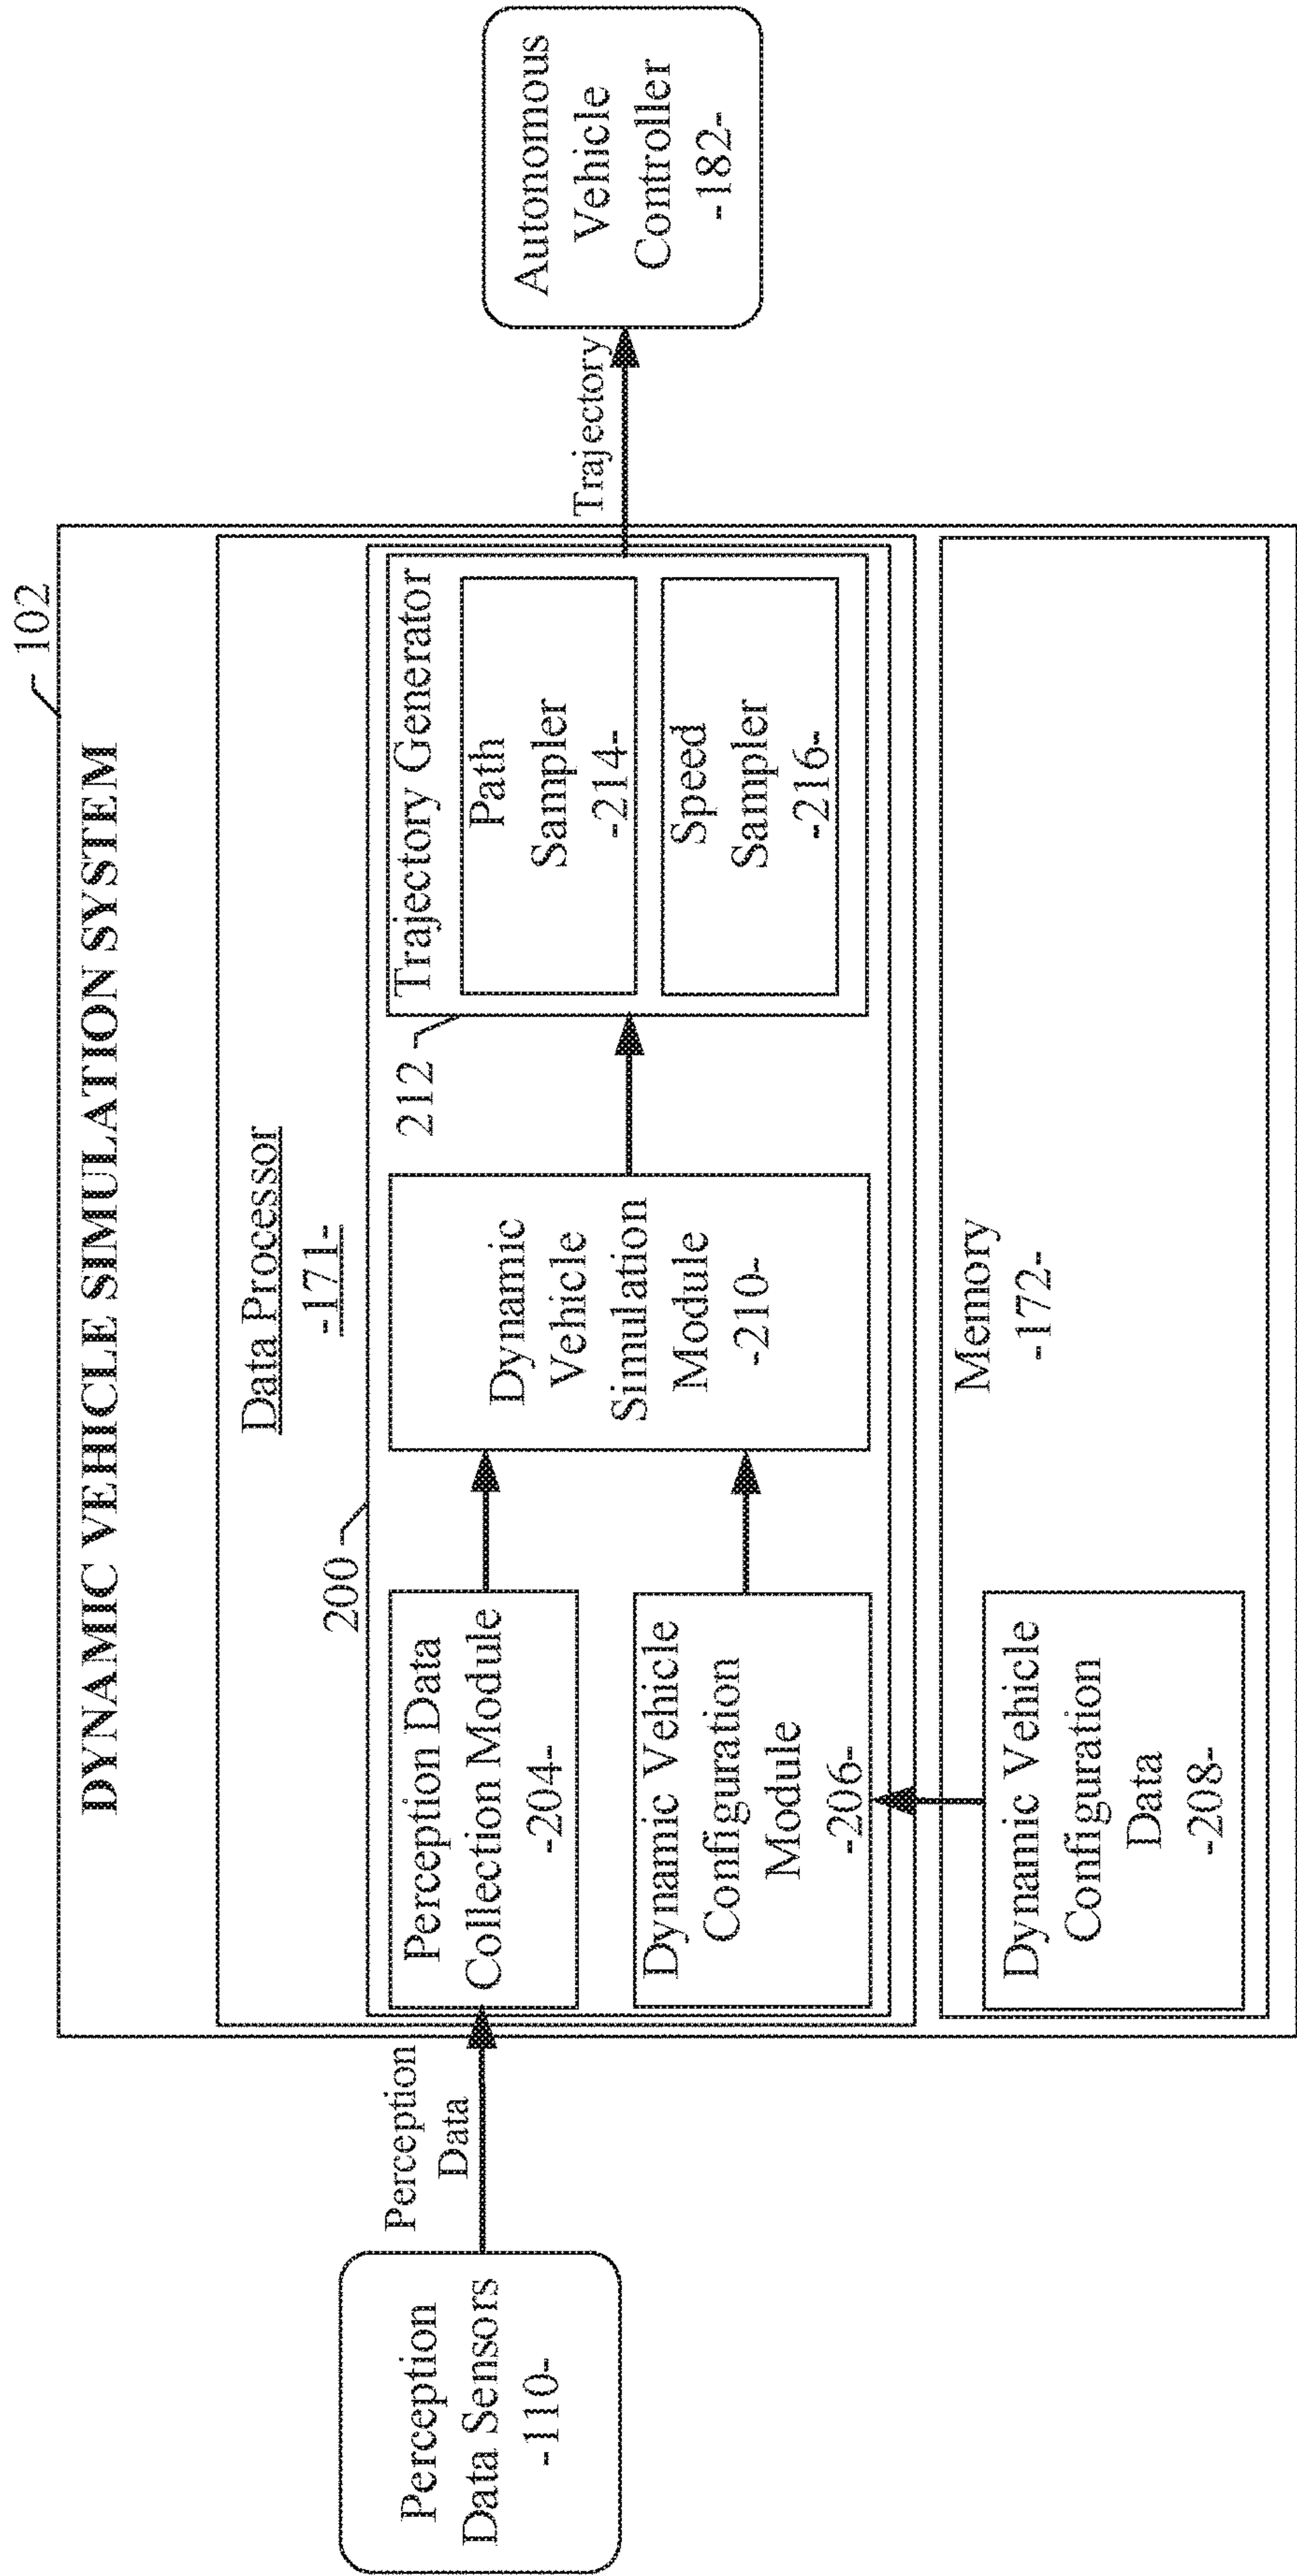 102
DYNAMIC VEHICLE SIMULATION SYSTEM
Data Processor
-171-
200
Perception
Data Sensors
-110-
Perception
Data
Perception Data
Collection Module
-204-
Dynamic Vehicle
Configuration
Module
-206-
Dynamic
Vehicle
Simulation
Module
-210-
212
Trajectory Generator
Path
Sampler
-214-
Speed
Sampler
-216-
Trajectory
Autonomous
Vehicle
Controller
-182-
Memory
-172-
Dynamic Vehicle
Configuration
Data
-208-